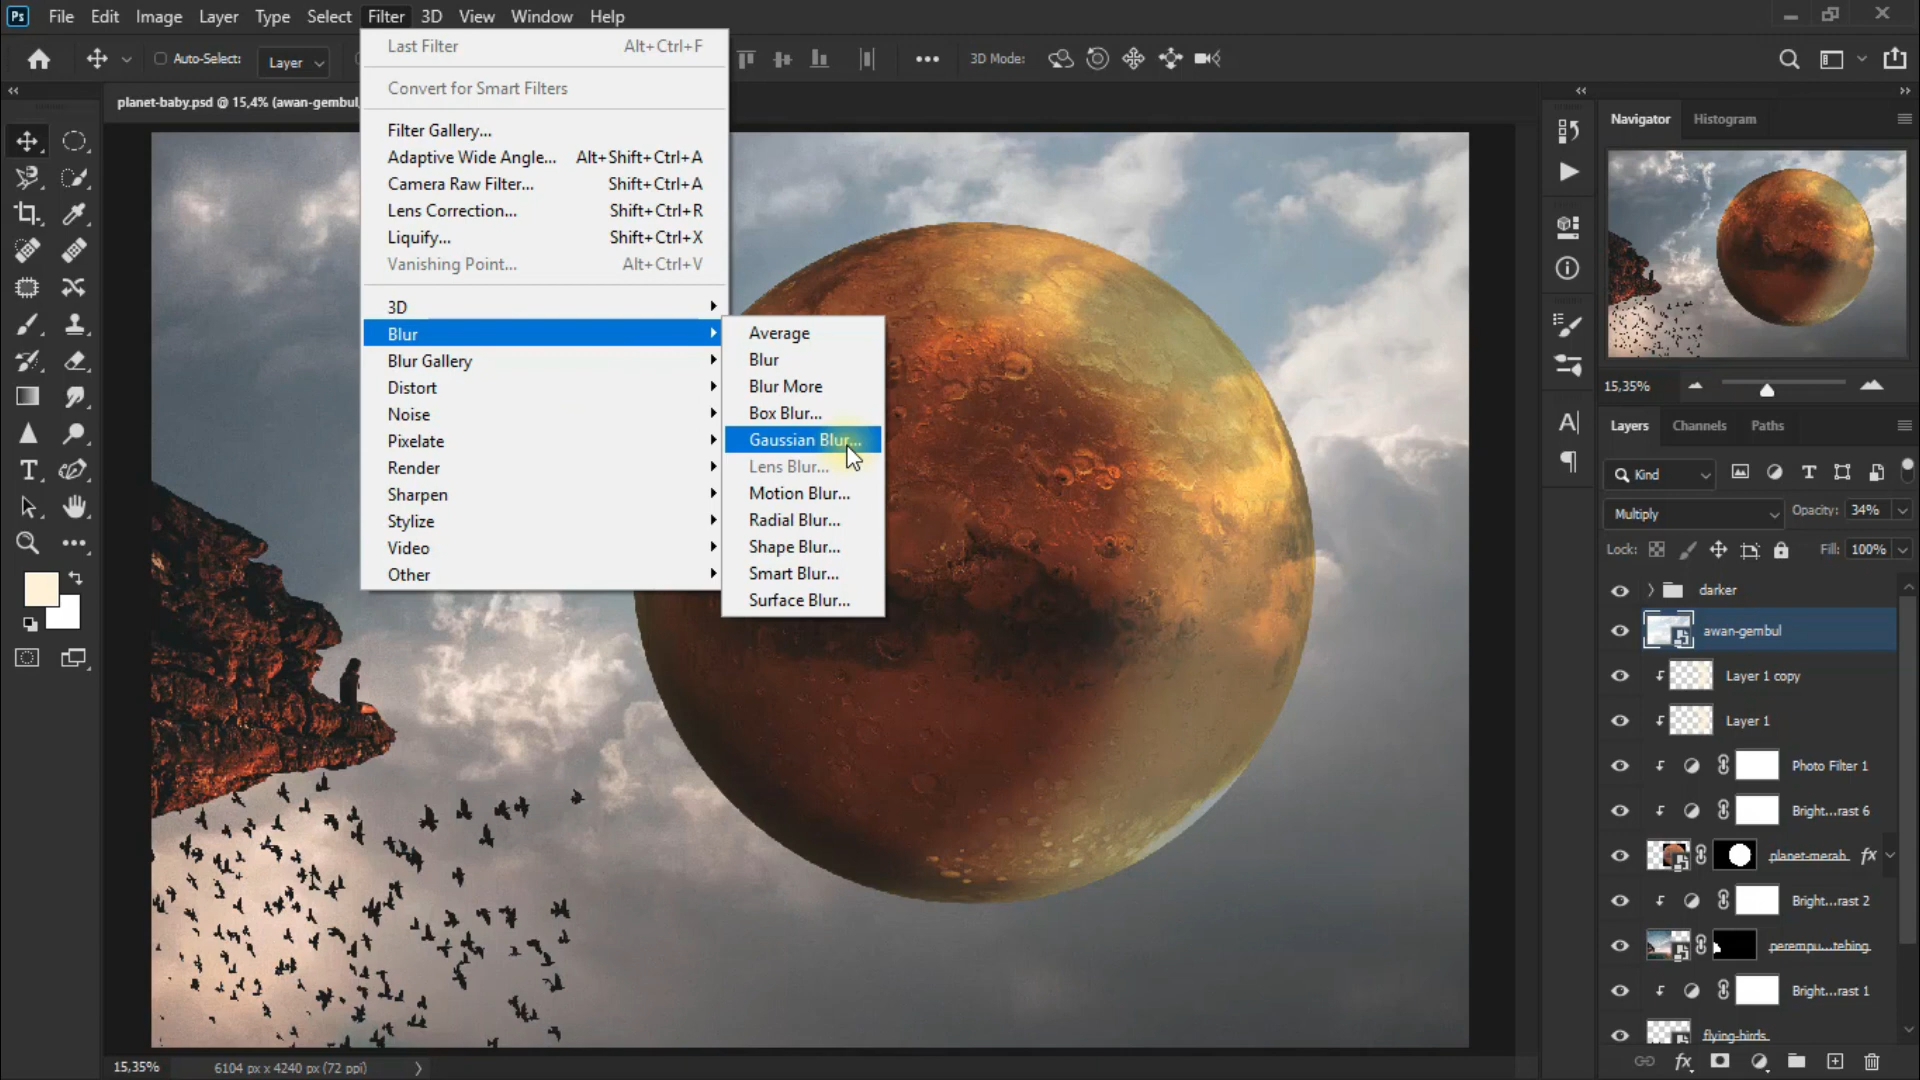 Ps File Edit Image Layer Type Select Filter 3D View Window Help
Auto-Select: Layer 3D Mode:
planet-baby.psd @ 15,4% (awan-gembul,
Last Filter Alt+Ctrl+F
Convert for Smart Filters
Filter Gallery...
Adaptive Wide Angle... Alt+Shift+Ctrl+A
Camera Raw Filter... Shift+Ctrl+A
Lens Correction... Shift+Ctrl+R
Liquify... Shift+Ctrl+X
Vanishing Point... Alt+Ctrl+V
3D
Blur
Blur Gallery
Distort
Noise
Pixelate
Render
Sharpen
Stylize
Video
Other
Average
Blur
Blur More
Box Blur...
Gaussian Blur...
Lens Blur...
Motion Blur...
Radial Blur...
Shape Blur...
Smart Blur...
Surface Blur...
Navigator Histogram
15,35%
Layers Channels Paths
Kind
Multiply Opacity: 34%
Lock: Fill: 100%
darker
awan-gembul
Layer 1 copy
Layer 1
Photo Filter 1
Bright...rast 6
planet-merah fx
Bright...rast 2
perempu...tebing
Bright...rast 1
flying-birds
fx
15,35% 6104 px x 4240 px (72 ppi)